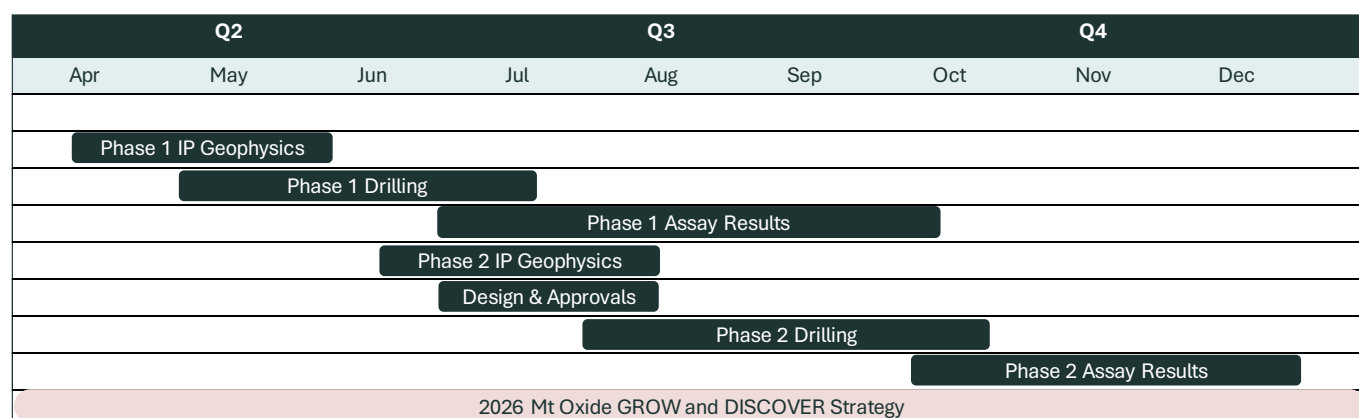 Q2 Q3 Q4
Apr May Jun Jul Aug Sep Oct Nov Dec
Phase 1 IP Geophysics
Phase 1 Drilling
Phase 1 Assay Results
Phase 2 IP Geophysics
Design & Approvals
Phase 2 Drilling
Phase 2 Assay Results
2026 Mt Oxide GROW and DISCOVER Strategy